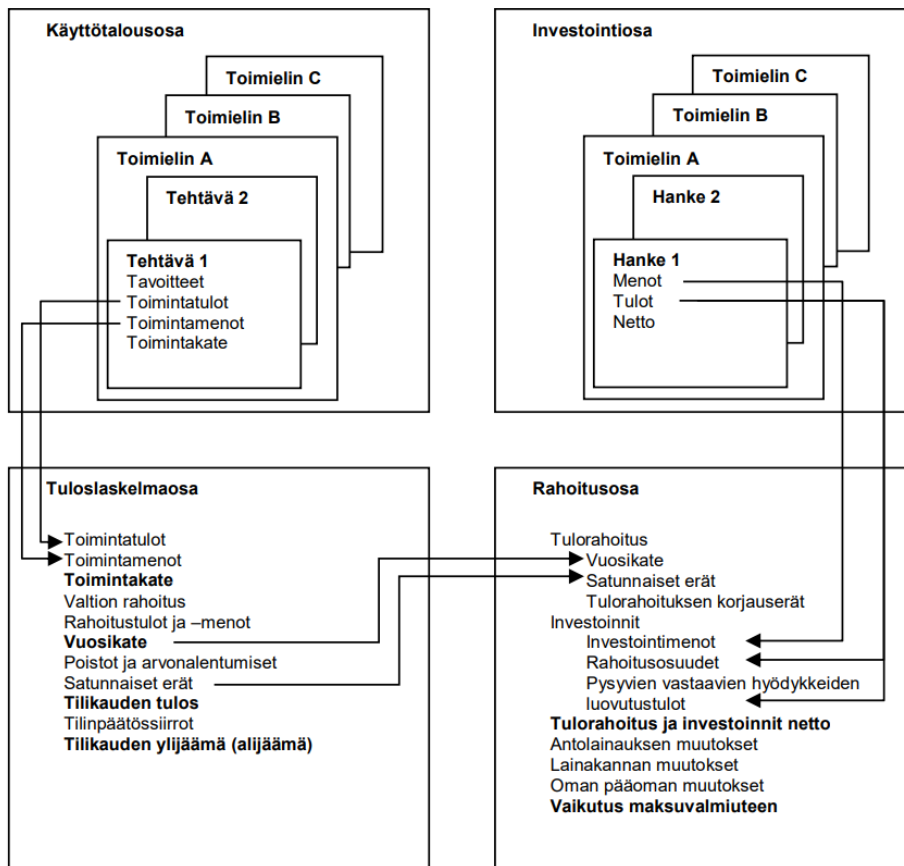 Käyttötalousosa
Toimielin C
Toimielin B
Toimielin A
Tehtävä 2
Tehtävä 1
Tavoitteet
Toimintatulot
Toimintamenot
Toimintakate
Investointiosa
Toimielin C
Toimielin B
Toimielin A
Hanke 2
Hanke 1
Menot
Tulot
Netto
Tuloslaskelmaosa
Toimintatulot
Toimintamenot
Toimintakate
Valtion rahoitus
Rahoitustulot ja –menot
Vuosikate
Poistot ja arvonalentumiset
Satunnaiset erät
Tilikauden tulos
Tilinpäätössiirrot
Tilikauden ylijäämä (alijäämä)
Rahoitusosa
Tulorahoitus
Vuosikate
Satunnaiset erät
Tulorahoituksen korjauserät
Investoinnit
Investointimenot
Rahoitusosuudet
Pysyvien vastaavien hyödykkeiden
luovutustulot
Tulorahoitus ja investoinnit netto
Antolainauksen muutokset
Lainakannan muutokset
Oman pääoman muutokset
Vaikutus maksuvalmiuteen